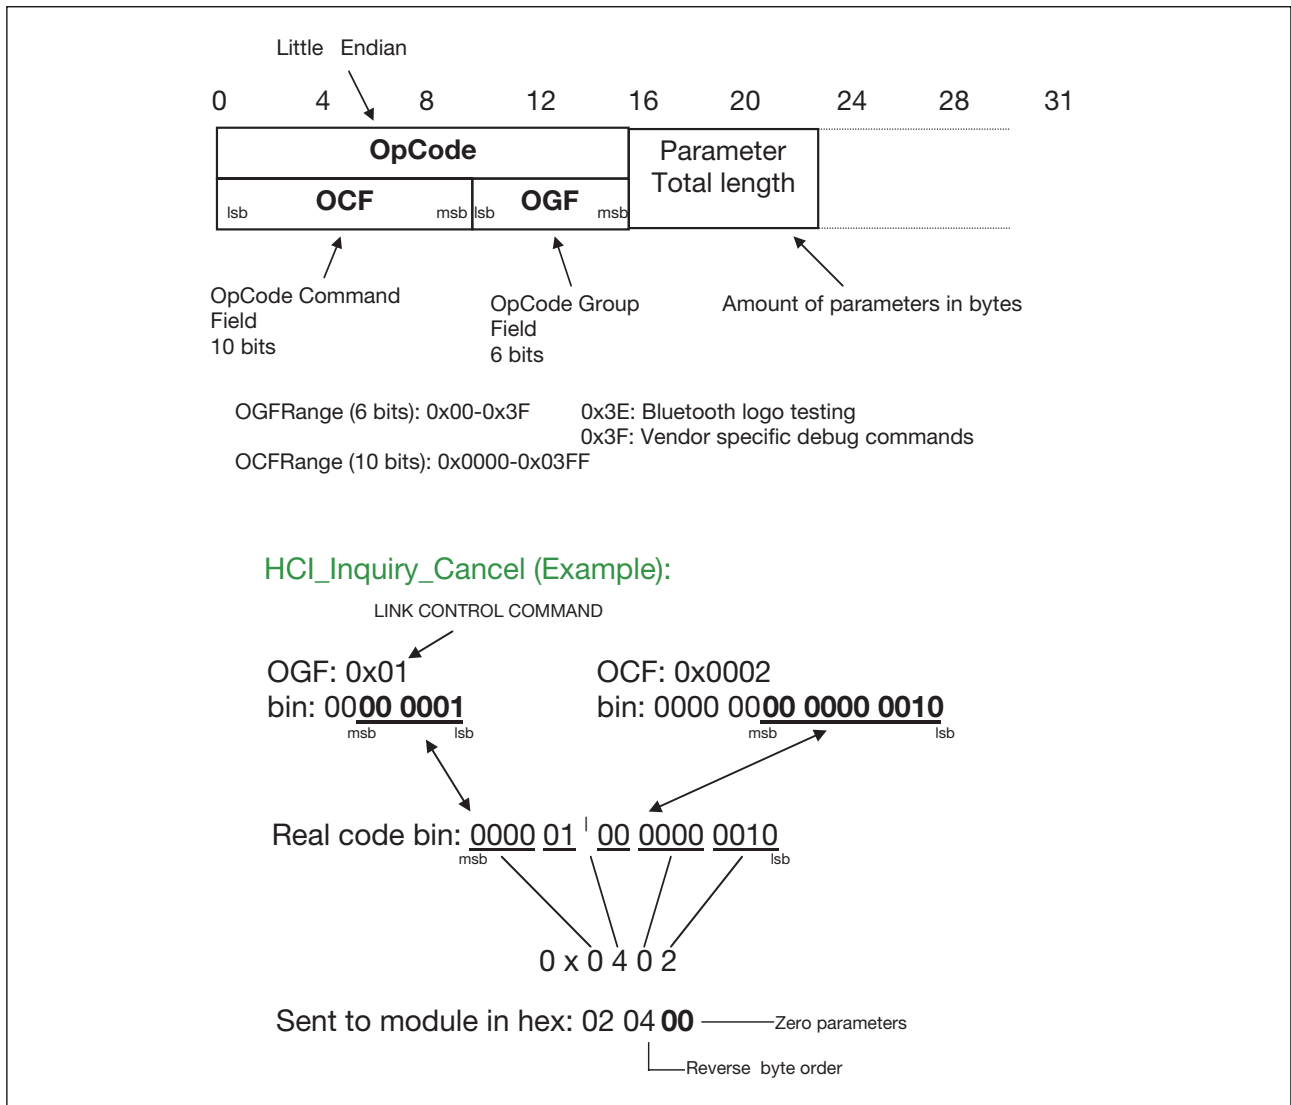 Little Endian
0 4 8 12 16 20 24 28 31
OpCode
Parameter
Total length
OCF
OGF
lsb msb lsb msb
OpCode Command
Field
10 bits
OpCode Group
Field
6 bits
Amount of parameters in bytes
OGFRange (6 bits): 0x00-0x3F 0x3E: Bluetooth logo testing
0x3F: Vendor specific debug commands
OCFRange (10 bits): 0x0000-0x03FF
HCI_Inquiry_Cancel (Example):
LINK CONTROL COMMAND
OGF: 0x01 OCF: 0x0002
bin: 0000 0001 bin: 0000 0000 0000 0010
msb lsb msb lsb
Real code bin: 0000 01 | 00 0000 0010
msb lsb
0 x 0 4 0 2
Sent to module in hex: 02 04 00 Zero parameters
Reverse byte order